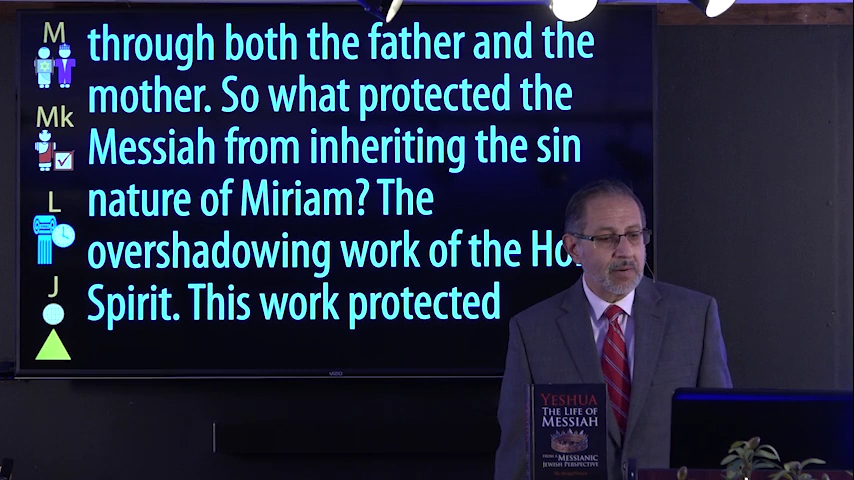 M
through both the father and the
mother. So what protected the
Mk
Messiah from inheriting the sin
nature of Miriam? The
L
overshadowing work of the Ho
J
Spirit. This work protected
YESHUA
THE LIFE OF
MESSIAH
FROM A
MESSIANIC
JEWISH PERSPECTIVE